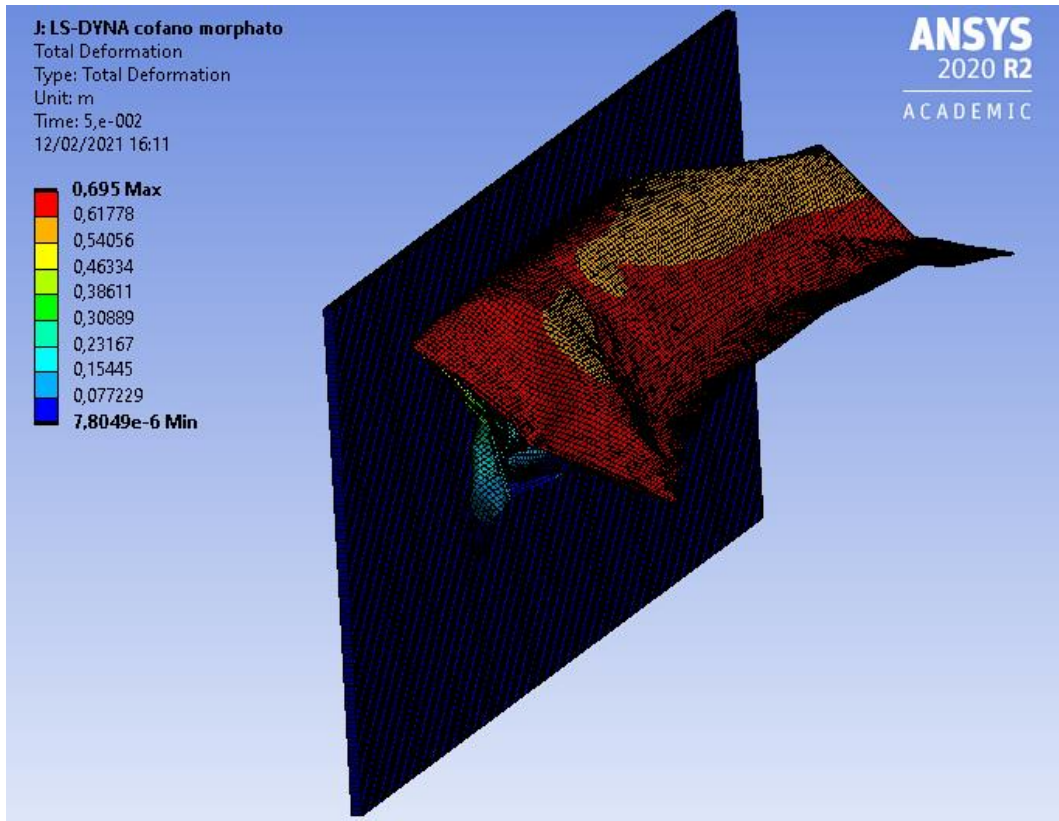 J: LS-DYNA cofano morphato
Total Deformation
Type: Total Deformation
Unit: m
Time: 5,e-002
12/02/2021 16:11
0,695 Max
0,61778
0,54056
0,46334
0,38611
0,30889
0,23167
0,15445
0,077229
7,8049e-6 Min
ANSYS
2020 R2
ACADEMIC